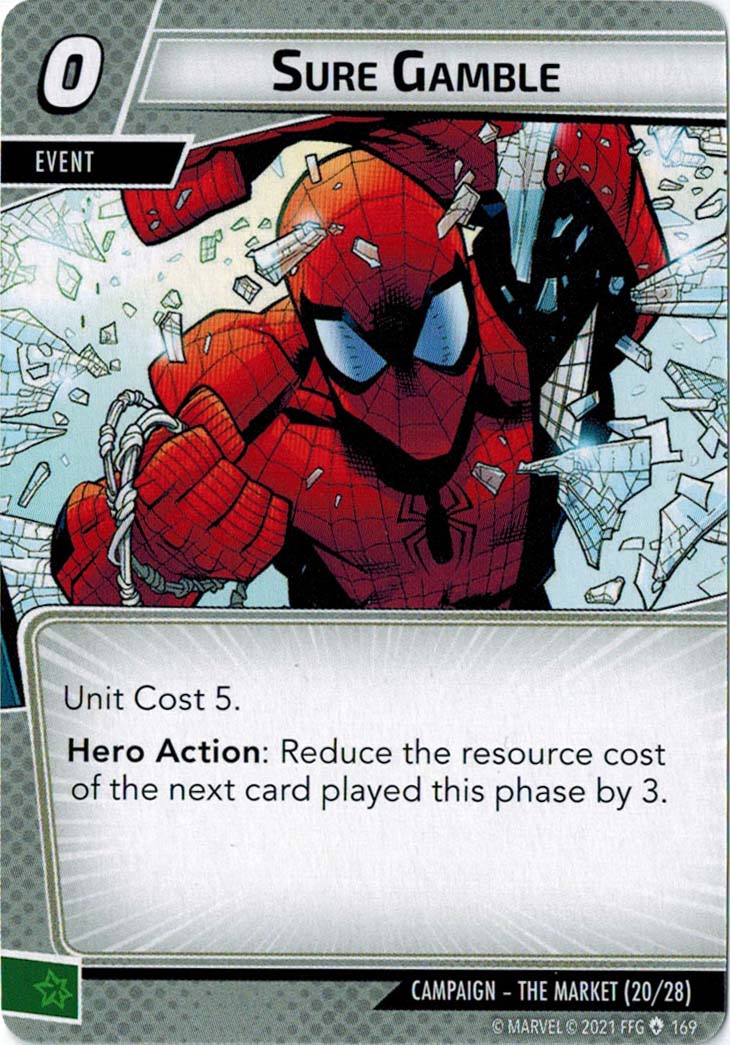 0
SURE GAMBLE
EVENT
Unit Cost 5.
Hero Action: Reduce the resource cost
of the next card played this phase by 3.
CAMPAIGN – THE MARKET (20/28)
© MARVEL © 2021 FFG 169